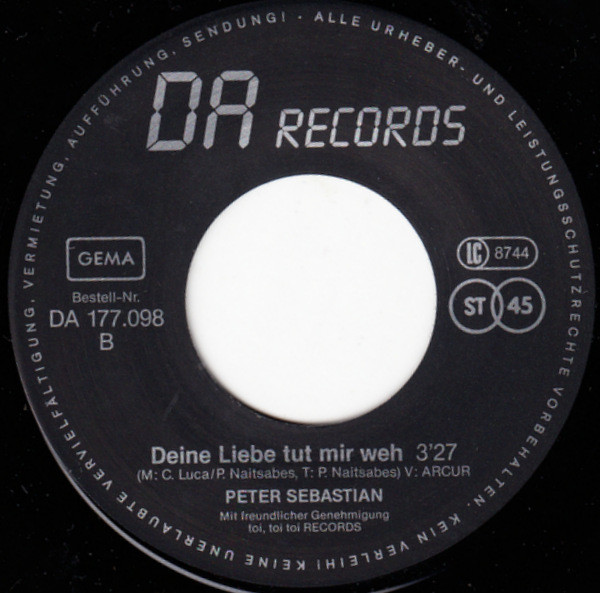 DA RECORDS
GEMA
Bestell-Nr.
DA 177.098
B
LC 8744
ST 45
Deine Liebe tut mir weh 3'27
(M: C. Luca/P. Naitsabes, T: P. Naitsabes) V: ARCUR
PETER SEBASTIAN
Mit freundlicher Genehmigung
toi, toi toi RECORDS
ALLE URHEBER- UND LEISTUNGSSCHUTZRECHTE VORBEHALTEN. KEIN VERLEIH! KEINE UNERLAUBTE VERVIELFÄLTIGUNG, VERMIETUNG, AUFFÜHRUNG, SENDUNG! -